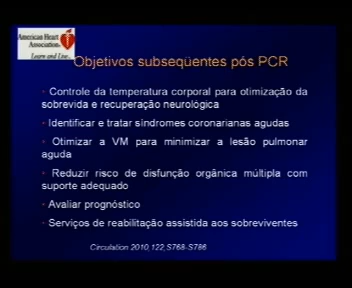 American Heart
Association
Learn and Live
Objetivos subseqüentes pós PCR
• Controle da temperatura corporal para otimização da
sobrevida e recuperação neurológica
• Identificar e tratar síndromes coronarianas agudas
• Otimizar a VM para minimizar a lesão pulmonar
aguda
• Reduzir risco de disfunção orgânica múltipla com
suporte adequado
• Avaliar prognóstico
• Serviços de reabilitação assistida aos sobreviventes
Circulation 2010;122;S768-S786